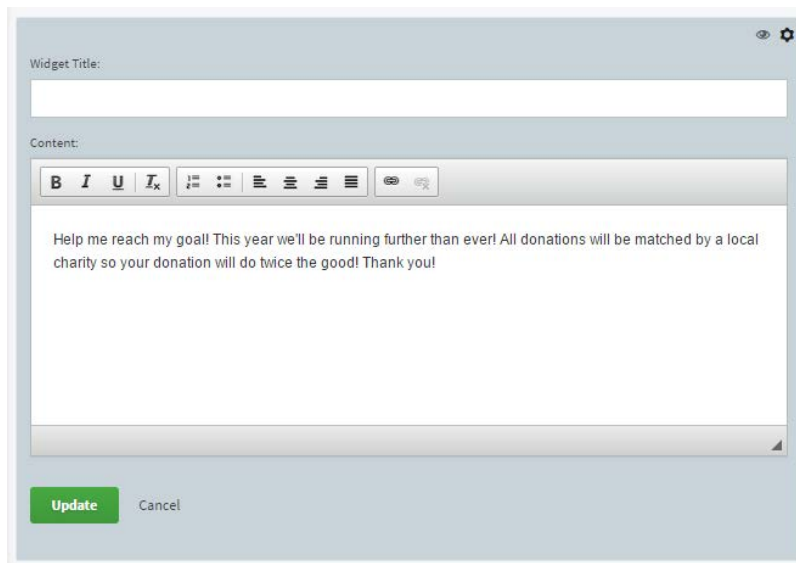 Widget Title:
Content:
B I U Ix
Help me reach my goal! This year we'll be running further than ever! All donations will be matched by a local
charity so your donation will do twice the good! Thank you!
Update Cancel